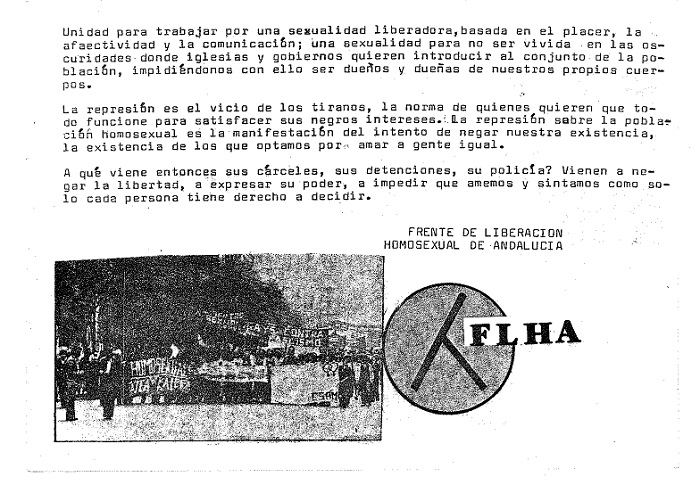 Unidad para trabajar por una sexualidad liberadora,basada en el placer, la
afaectividad y la comunicación; una sexualidad para no ser vivida en las os-
curidades donde iglesias y gobiernos quieren introducir al conjunto de la po-
blación, impidiéndonos con ello ser dueños y dueñas de nuestros propios cuer-
pos.
La represión es el vicio de los tiranos, la norma de quienes quieren que to-
do funcione para satisfacer sus negros intereses. La represión sobre la pobla-
ción homosexual es la manifestación del intento de negar nuestra existencia,
la existencia de los que optamos por amar a gente igual.
A qué viene entonces sus cárceles, sus detenciones, su policía? Vienen a ne-
gar la libertad, a expresar su poder, a impedir que amemos y sintamos como so-
lo cada persona tiene derecho a decidir.
FRENTE DE LIBERACION
HOMOSEXUAL DE ANDALUCIA
GAYS CONTRA
FLHA